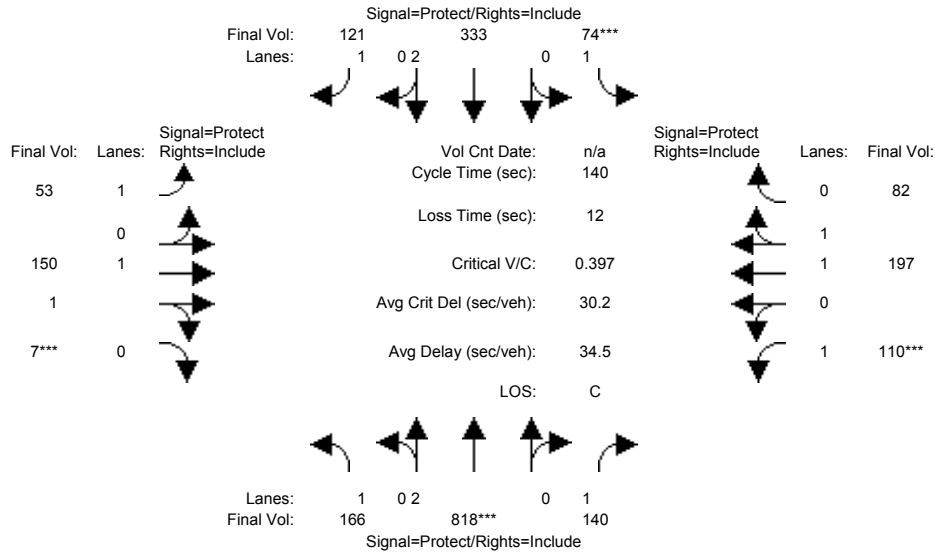 Signal=Protect/Rights=Include
Final Vol: 121 333 74***
Lanes: 1 0 2 0 1
Signal=Protect Signal=Protect
Final Vol: Lanes: Rights=Include Vol Cnt Date: n/a Rights=Include Lanes: Final Vol:
Cycle Time (sec): 140
53 1 0 82
Loss Time (sec): 12
0 1
150 1 Critical V/C: 0.397 1 197
1 Avg Crit Del (sec/veh): 30.2 0
7*** 0 Avg Delay (sec/veh): 34.5 1 110***
LOS: C
Lanes: 1 0 2 0 1
Final Vol: 166 818*** 140
Signal=Protect/Rights=Include